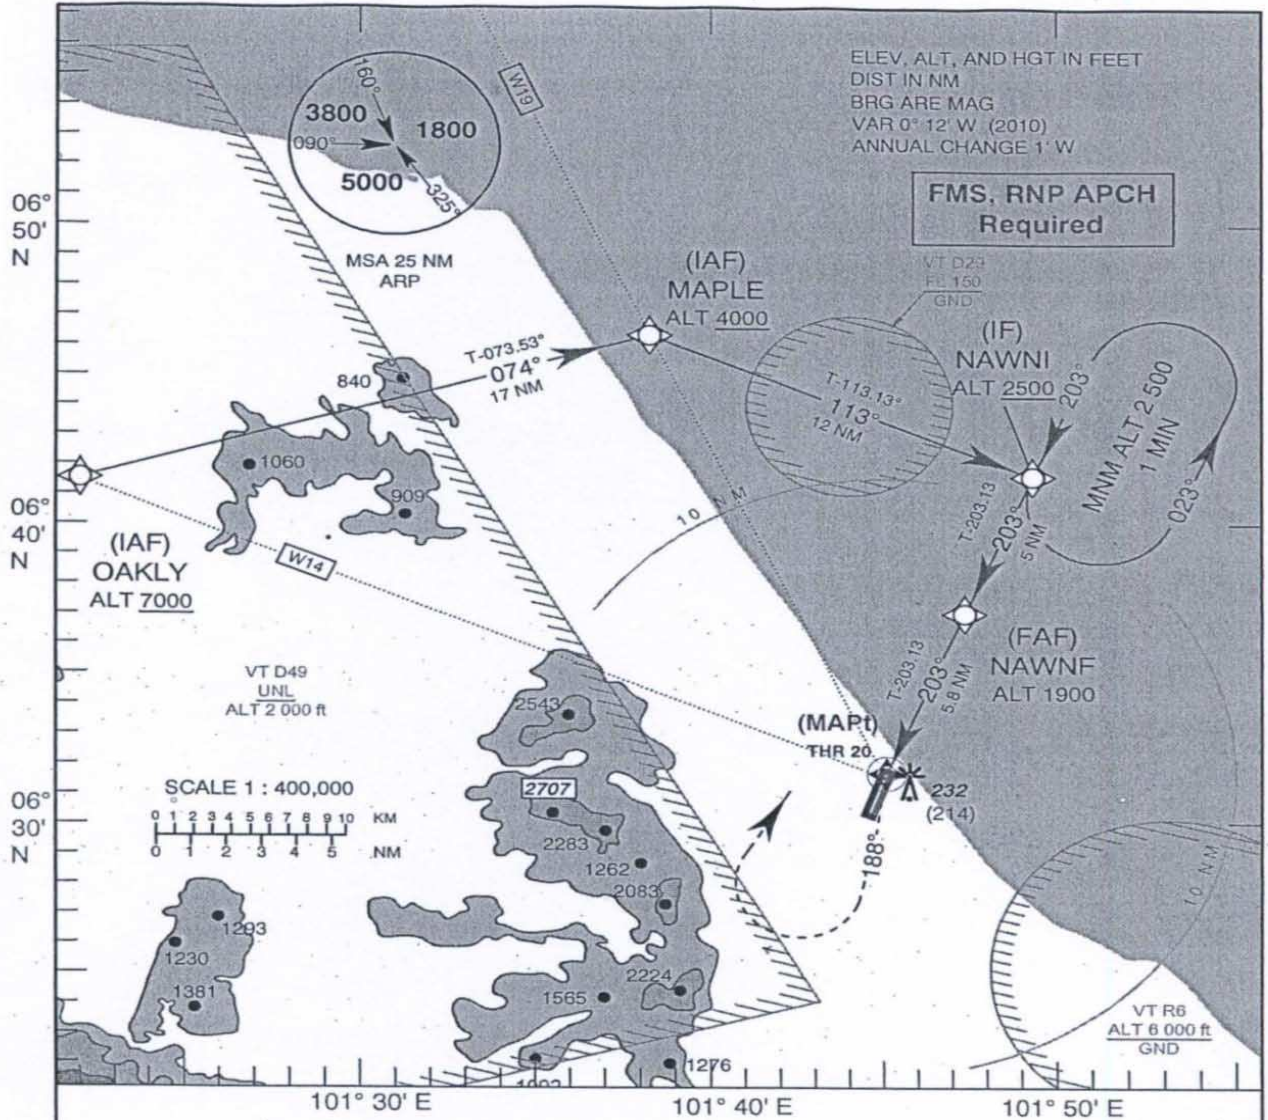 ELEV, ALT, AND HGT IN FEET
DIST IN NM
BRG ARE MAG
VAR 0° 12' W (2010)
ANNUAL CHANGE 1' W
FMS, RNP APCH
Required
160°
3800
1800
090°
5000
325°
MSA 25 NM
ARP
W19
06°
50'
N
(IAF)
MAPLE
ALT 4000
VT D29
FL 150
GND
(IF)
NAWNI
ALT 2500
T-073.53°
074°
17 NM
T-113.13°
113°
12 NM
203°
MNM ALT 2 500
1 MIN
023°
840
1060
909
10 NM
T-203.13
203°
5 NM
06°
40'
N
(IAF)
OAKLY
ALT 7000
W14
(FAF)
NAWNF
ALT 1900
T-203.13
203°
5.8 NM
VT D49
UNL
ALT 2 000 ft
2543
(MAPt)
THR 20
232
(214)
SCALE 1 : 400,000
0 1 2 3 4 5 6 7 8 9 10 KM
0 1 2 3 4 5 NM
06°
30'
N
2707
2283
1262
2083
188°
10 NM
1293
1230
1381
2224
1565
1276
VT R6
ALT 6 000 ft
GND
101° 30' E
101° 40' E
101° 50' E